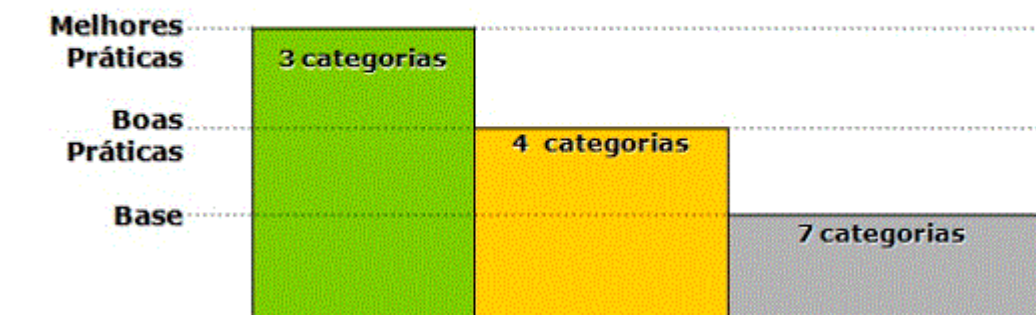 Melhores
Práticas
3 categorias
Boas
Práticas
4 categorias
Base
7 categorias